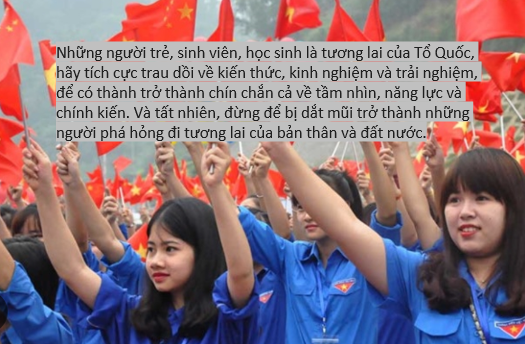 Những người trẻ, sinh viên, học sinh là tương lai của Tổ Quốc,
hãy tích cực trau dồi về kiến thức, kinh nghiệm và trải nghiệm,
để có thành trở thành chín chắn cả về tầm nhìn, năng lực và
chính kiến. Và tất nhiên, đừng để bị dắt mũi trở thành những
người phá hỏng đi tương lai của bản thân và đất nước.